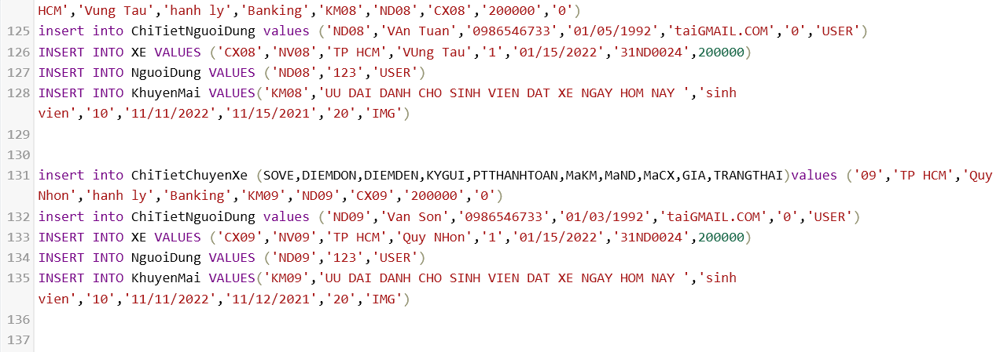 HCM','Vung Tau','hanh ly','Banking','KM08','ND08','CX08','200000','0')
125 insert into ChiTietNguoiDung values ('ND08','VAn Tuan','0986546733','01/05/1992','taiGMAIL.COM','0','USER')
126 INSERT INTO XE VALUES ('CX08','NV08','TP HCM','VUng Tau','1','01/15/2022','31ND0024',200000)
127 INSERT INTO NguoiDung VALUES ('ND08','123','USER')
128 INSERT INTO KhuyenMai VALUES('KM08','UU DAI DANH CHO SINH VIEN DAT XE NGAY HOM NAY ','sinh
vien','10','11/11/2022','11/15/2021','20','IMG')
129
130
131 insert into ChiTietChuyenXe (SOVE,DIEMDON,DIEMDEN,KYGUI,PTTHANHTOAN,MaKM,MaND,MaCX,GIA,TRANGTHAI)values ('09','TP HCM','Quy
Nhon','hanh ly','Banking','KM09','ND09','CX09','200000','0')
132 insert into ChiTietNguoiDung values ('ND09','Van Son','0986546733','01/03/1992','taiGMAIL.COM','0','USER')
133 INSERT INTO XE VALUES ('CX09','NV09','TP HCM','Quy NHon','1','01/15/2022','31ND0024',200000)
134 INSERT INTO NguoiDung VALUES ('ND09','123','USER')
135 INSERT INTO KhuyenMai VALUES('KM09','UU DAI DANH CHO SINH VIEN DAT XE NGAY HOM NAY ','sinh
vien','10','11/11/2022','11/12/2021','20','IMG')
136
137